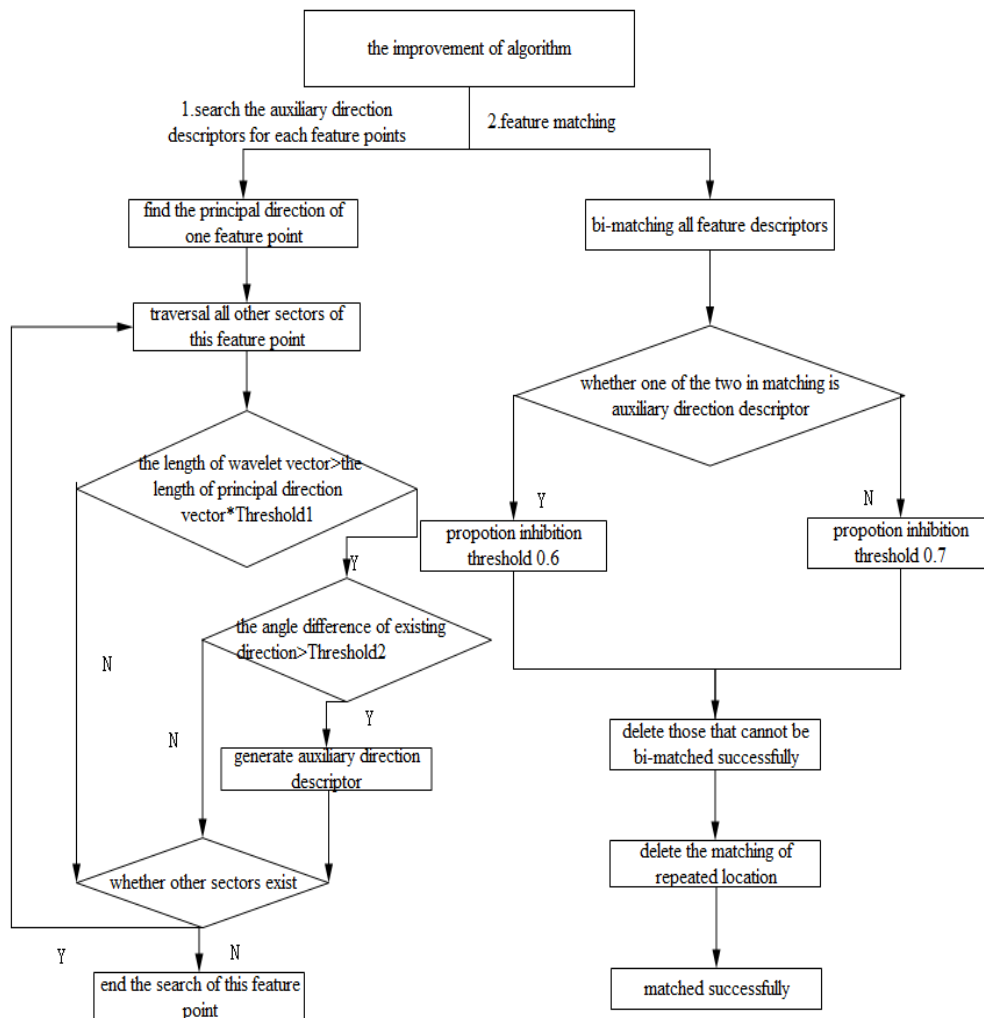 the improvement of algorithm
1.search the auxiliary direction
descriptors for each feature points
2.feature matching
find the principal direction of
one feature point
traversal all other sectors of
this feature point
the length of wavelet vector>the
length of principal direction
vector*Threshold1
N
Y
the angle difference of existing
direction>Threshold2
N
Y
generate auxiliary direction
descriptor
whether other sectors exist
Y
N
end the search of this feature
point
bi-matching all feature descriptors
whether one of the two in matching is
auxiliary direction descriptor
Y
N
propotion inhibition
threshold 0.6
propotion inhibition
threshold 0.7
delete those that cannot be
bi-matched successfully
delete the matching of
repeated location
matched successfully